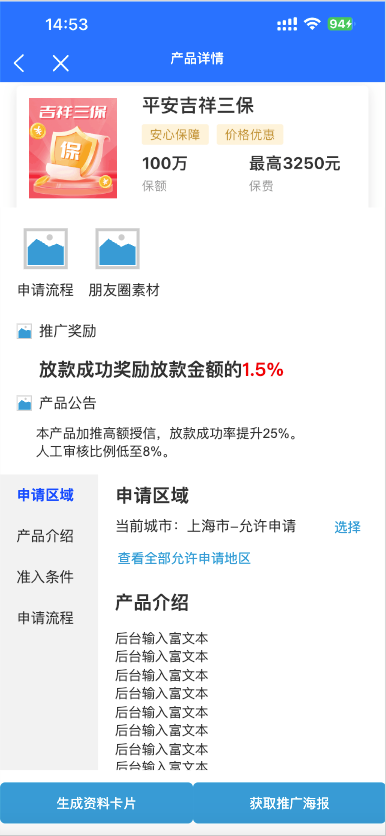 14:53
94
产品详情
吉祥三保
保
平安吉祥三保
安心保障 价格优惠
100万 最高3250元
保额 保费
申请流程 朋友圈素材
推广奖励
放款成功奖励放款金额的1.5%
产品公告
本产品加推高额授信，放款成功率提升25%。
人工审核比例低至8%。
申请区域
产品介绍
准入条件
申请流程
申请区域
当前城市：上海市-允许申请 选择
查看全部允许申请地区
产品介绍
后台输入富文本
后台输入富文本
后台输入富文本
后台输入富文本
后台输入富文本
后台输入富文本
后台输入富文本
后台输入富文本
生成资料卡片 获取推广海报